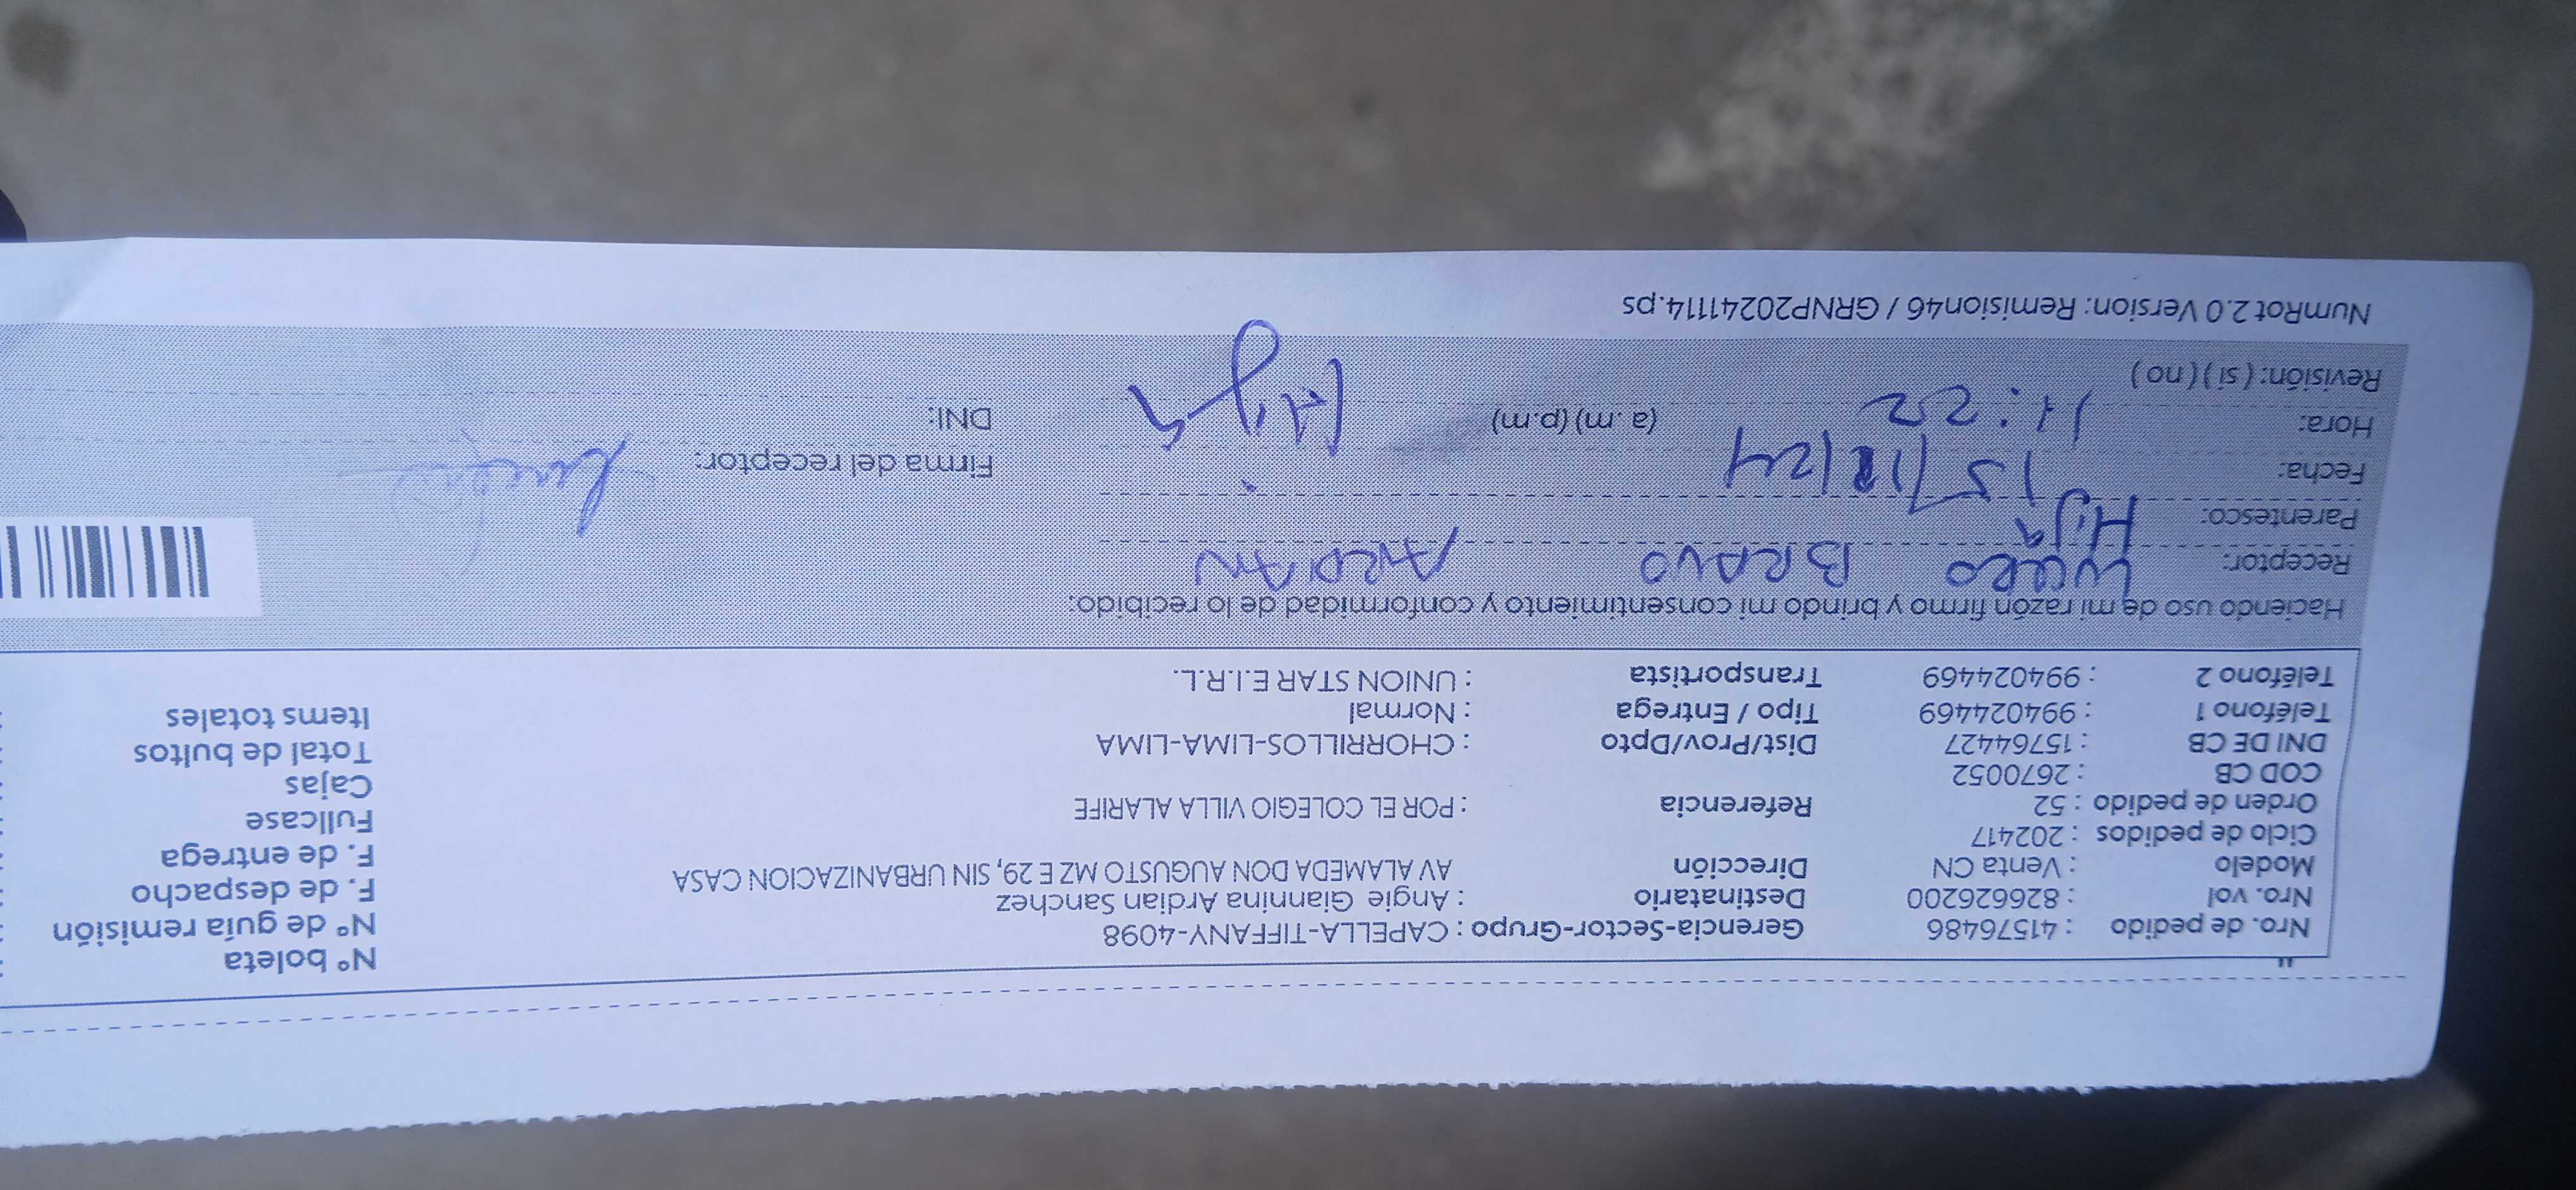 Nro. de pedido : 41576486 Gerencia-Sector-Grupo : CAPELLA-TIFFANY-4098 N° boleta
Nro. vol : 826626200 Destinatario : Angie Giannina Ardian Sanchez N° de guía remisión
Modelo : Venta CN Dirección AV ALAMEDA DON AUGUSTO MZ E 29, SIN URBANIZACION CASA F. de despacho
Ciclo de pedidos : 202417 F. de entrega
Orden de pedido : 52 Referencia : POR EL COLEGIO VILLA ALARIFE Fullcase
COD CB : 2670052 Cajas
DNI DE CB : 15764427 Dist/Prov/Dpto : CHORRILLOS-LIMA-LIMA Total de bultos
Teléfono 1 : 994024469 Tipo / Entrega : Normal Items totales
Teléfono 2 : 994024469 Transportista : UNION STAR E.I.R.L.
Haciendo uso de mi razón firmo y brindo mi consentimiento y conformidad de lo recibido:
Receptor: LUCERO BRAVO ARDIAN
Parentesco: Hija
Fecha: 15/12/24 Firma del receptor:
Hora: 11:22 (a.m) (p.m) Hija DNI:
Revisión: ( sí ) ( no )
NumRot 2.0 Version: Remision46 / GRNP20241114.ps